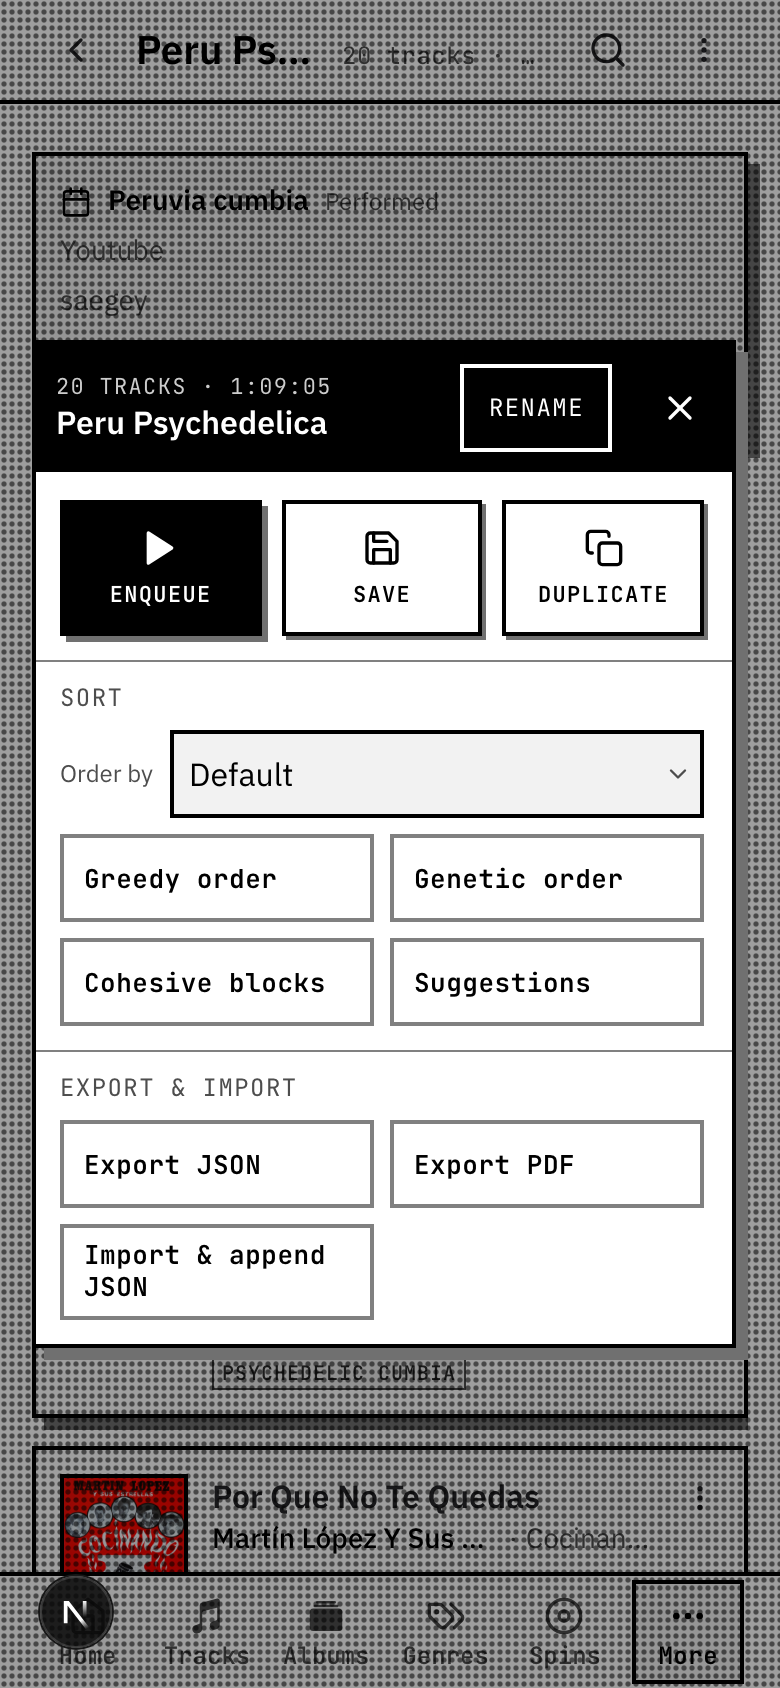 Peru Ps... 20 tracks · …
Peruvia cumbia Performed
Youtube
saegey
20 TRACKS · 1:09:05
Peru Psychedelica
RENAME
ENQUEUE
SAVE
DUPLICATE
SORT
Order by
Default
Greedy order
Genetic order
Cohesive blocks
Suggestions
EXPORT & IMPORT
Export JSON
Export PDF
Import & append
JSON
PSYCHEDELIC CUMBIA
MARTIN LOPEZ
COCINANDO
Por Que No Te Quedas
Martín López Y Sus ... Cocinan...
N
Home
Tracks
Albums
Genres
Spins
More